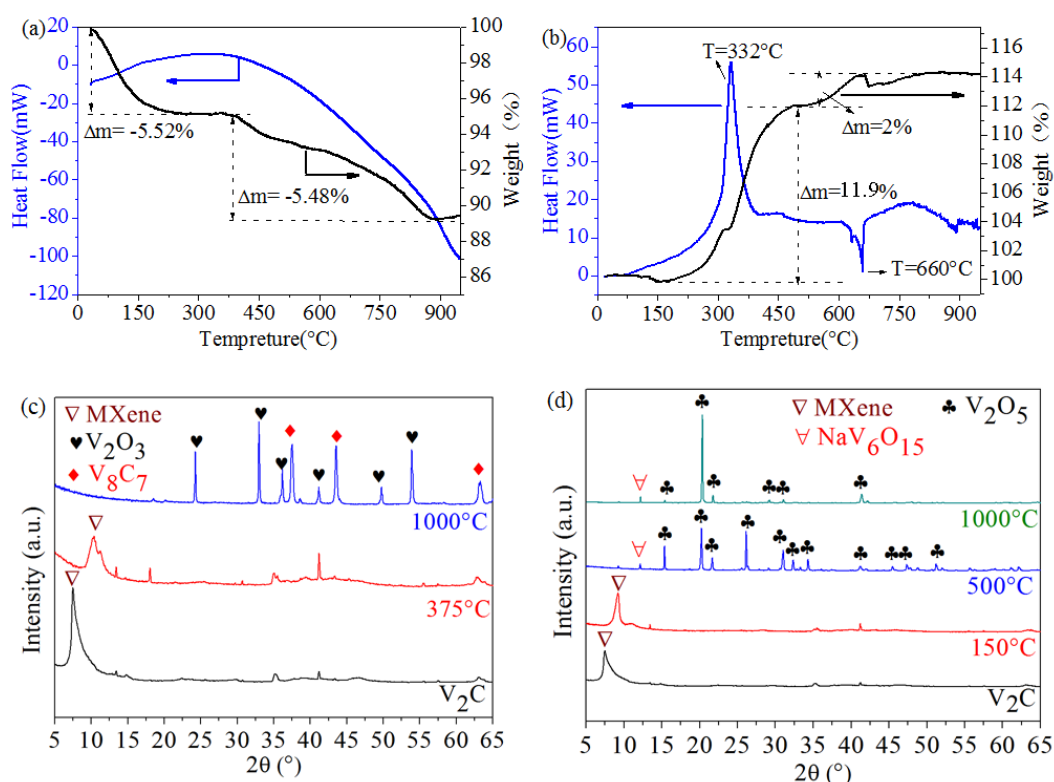 (a)
20
0
-20
-40
-60
-80
-100
-120
Heat Flow(mW)
100
98
96
94
92
90
88
86
Weight (%)
Δm= -5.52%
Δm= -5.48%
0 150 300 450 600 750 900
Tempreture(°C)
(b)
60
50
40
30
20
10
0
Heat Flow(mW)
116
114
112
110
108
106
104
102
100
Weight (%)
T=332°C
Δm=2%
Δm=11.9%
T=660°C
0 150 300 450 600 750 900
Tempreture(°C)
(c)
MXene
V₂O₃
V₈C₇
1000°C
375°C
V₂C
Intensity (a.u.)
5 10 15 20 25 30 35 40 45 50 55 60 65
2θ (°)
(d)
MXene
V₂O₅
NaV₆O₁₅
1000°C
500°C
150°C
V₂C
Intensity (a.u.)
5 10 15 20 25 30 35 40 45 50 55 60 65
2θ (°)